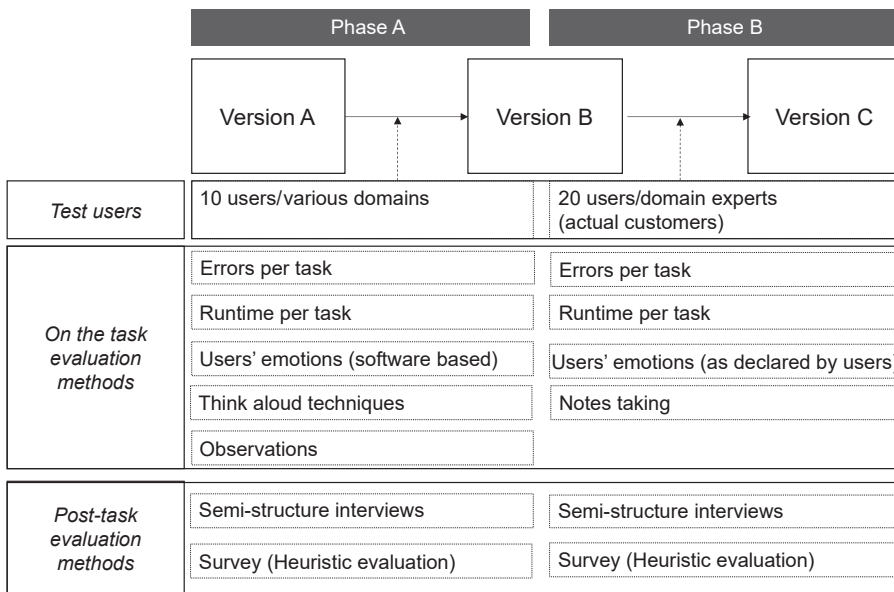 Phase A
Phase B
Version A
Version B
Version C
Test users
10 users/various domains
20 users/domain experts
(actual customers)
On the task
evaluation
methods
Errors per task
Errors per task
Runtime per task
Runtime per task
Users' emotions (software based)
Users' emotions (as declared by users)
Think aloud techniques
Notes taking
Observations
Post-task
evaluation
methods
Semi-structure interviews
Semi-structure interviews
Survey (Heuristic evaluation)
Survey (Heuristic evaluation)